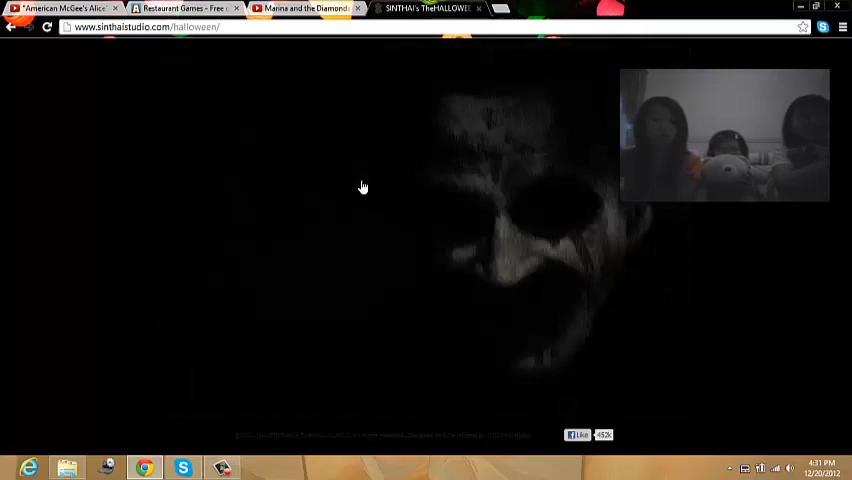 "American McGee's Alice"
Restaurant Games - Free
Marina and the Diamonds
SINTHAI's TheHALLOWEE
www.sinthaistudio.com/halloween/
Like
452k
4:31 PM
12/20/2012